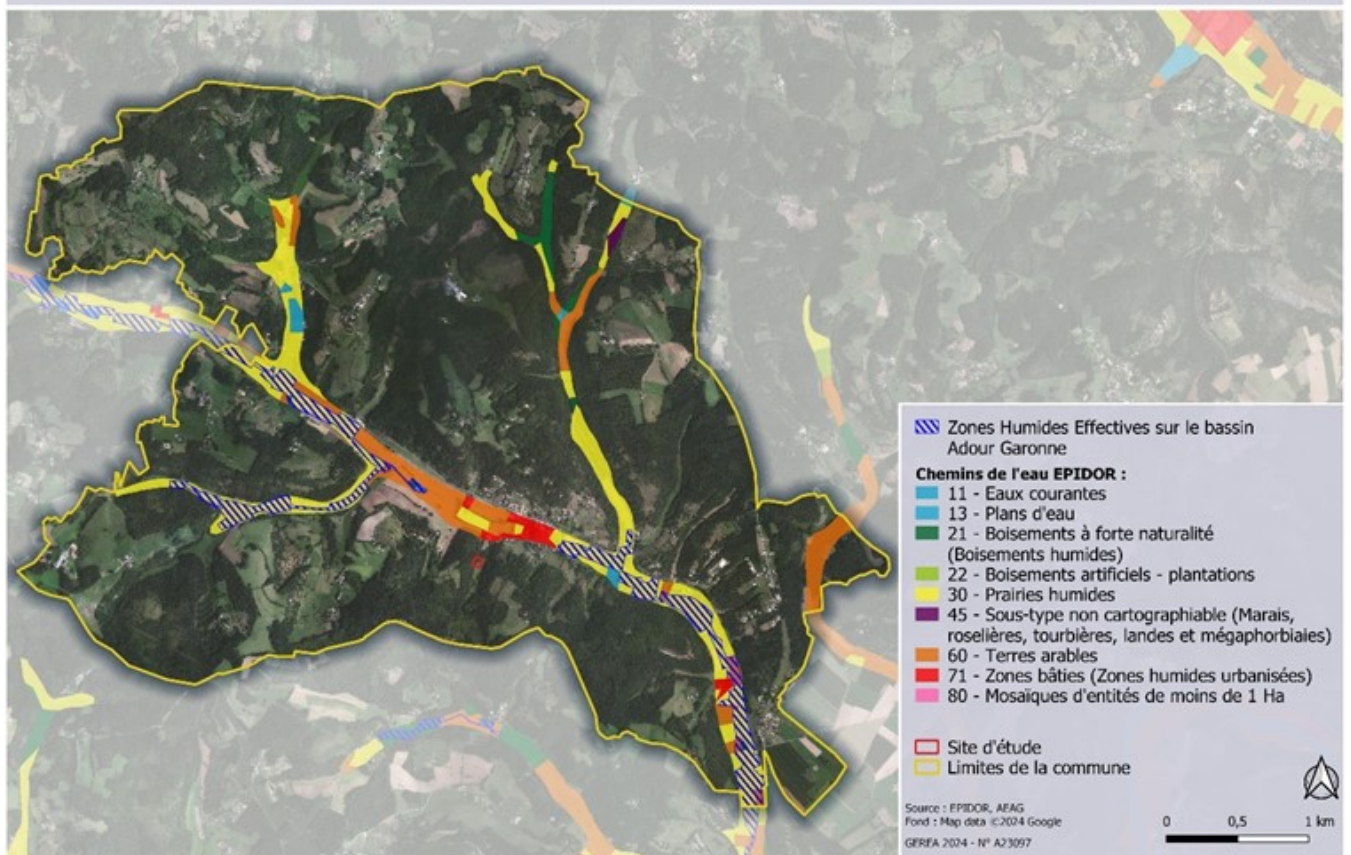 Zones Humides Effectives sur le bassin
Adour Garonne
Chemins de l'eau EPIDOR :
11 - Eaux courantes
13 - Plans d'eau
21 - Boisements à forte naturalité
(Boisements humides)
22 - Boisements artificiels - plantations
30 - Prairies humides
45 - Sous-type non cartographiable (Marais,
roselières, tourbières, landes et mégaphorbiaies)
60 - Terres arables
71 - Zones bâties (Zones humides urbanisées)
80 - Mosaïques d'entités de moins de 1 Ha
Site d'étude
Limites de la commune
Source : EPIDOR, AEAG
Fond : Map data ©2024 Google
GEREA 2024 - N° A23097
0 0,5 1 km